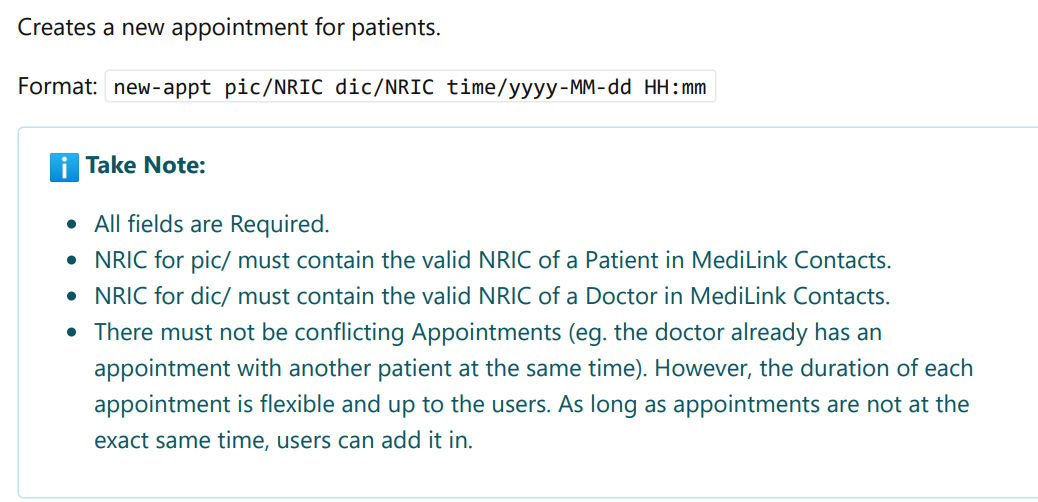 Creates a new appointment for patients.
Format: new-appt pic/NRIC dic/NRIC time/yyyy-MM-dd HH:mm
Take Note:
All fields are Required.
NRIC for pic/ must contain the valid NRIC of a Patient in MediLink Contacts.
NRIC for dic/ must contain the valid NRIC of a Doctor in MediLink Contacts.
There must not be conflicting Appointments (eg. the doctor already has an
appointment with another patient at the same time). However, the duration of each
appointment is flexible and up to the users. As long as appointments are not at the
exact same time, users can add it in.